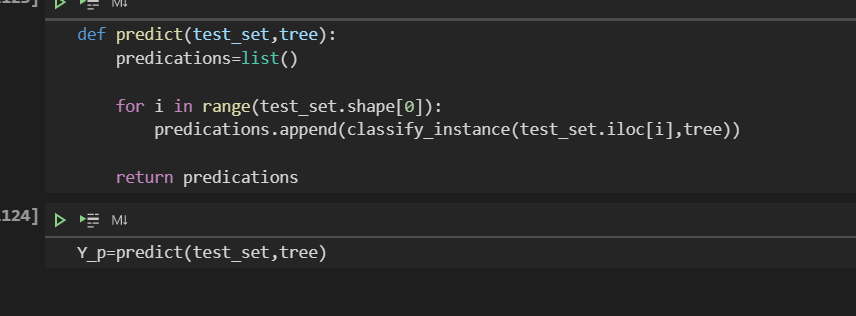 M↓
def predict(test_set,tree):
predications=list()
for i in range(test_set.shape[0]):
predications.append(classify_instance(test_set.iloc[i],tree))
return predications
1124] M↓
Y_p=predict(test_set,tree)